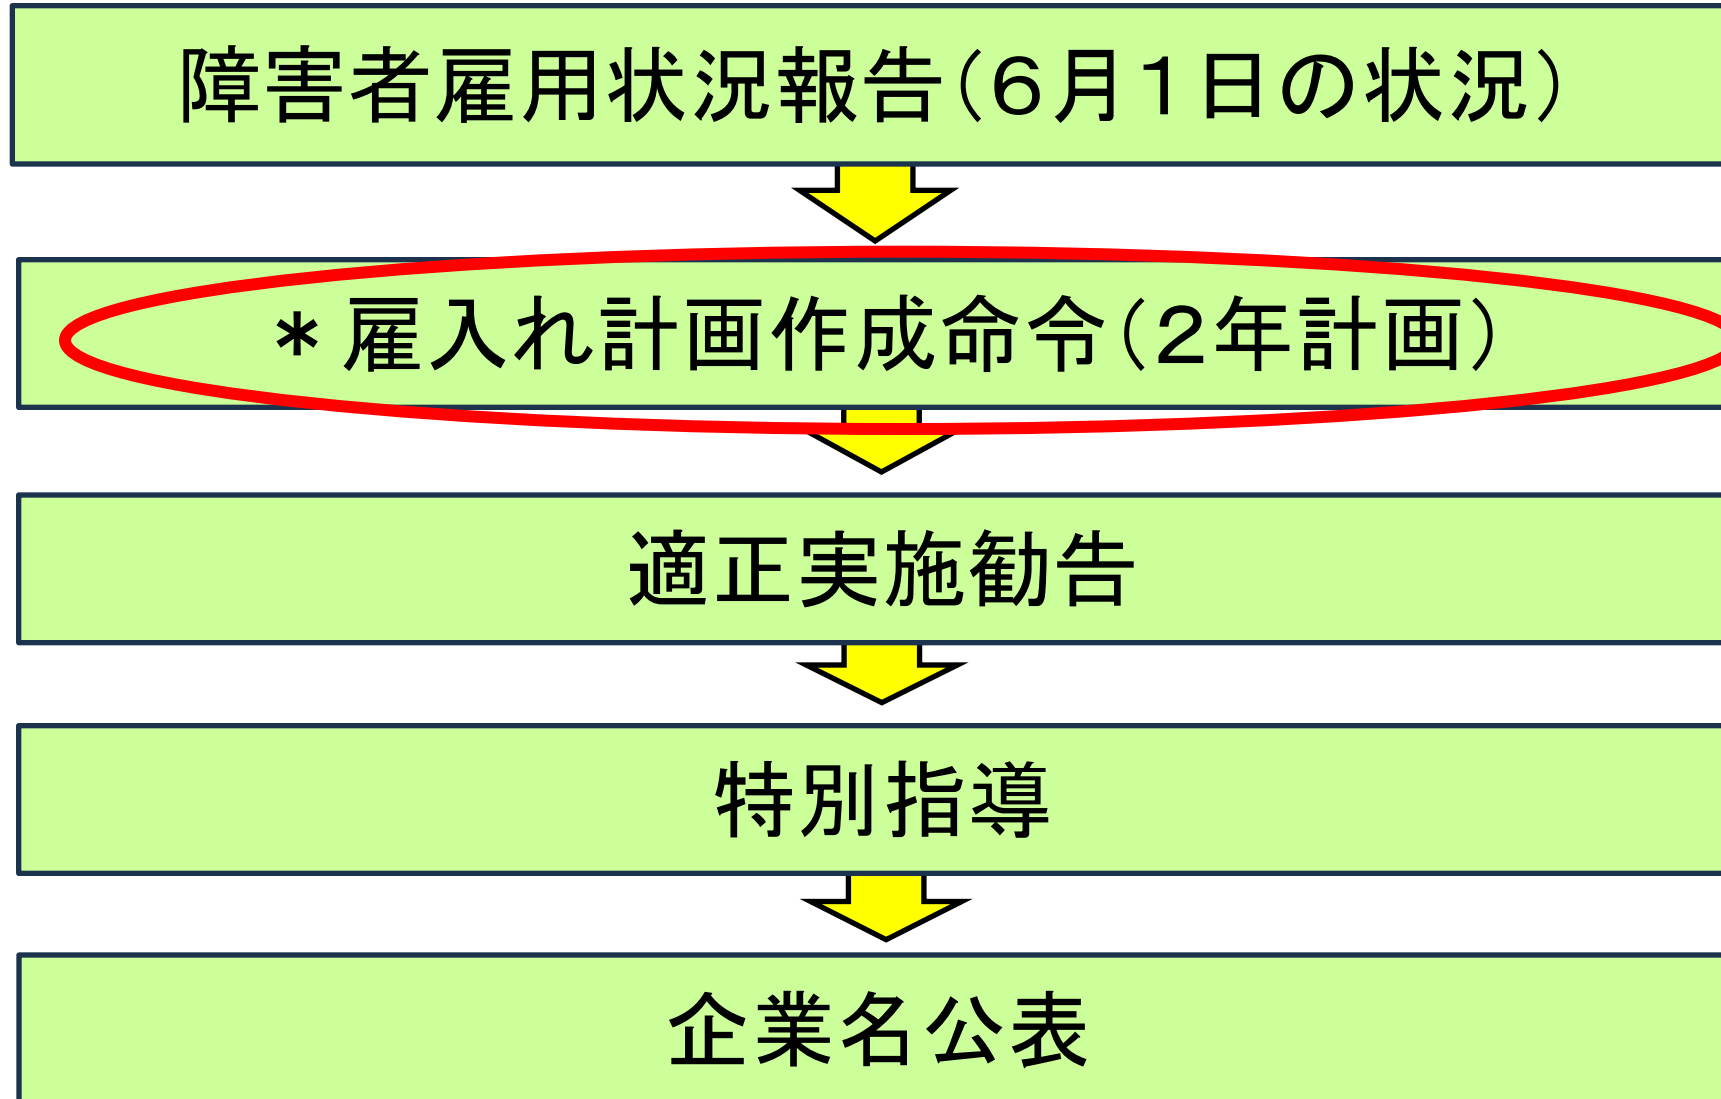 障害者雇用状況報告（６月１日の状況）
＊雇入れ計画作成命令（２年計画）
適正実施勧告
特別指導
企業名公表